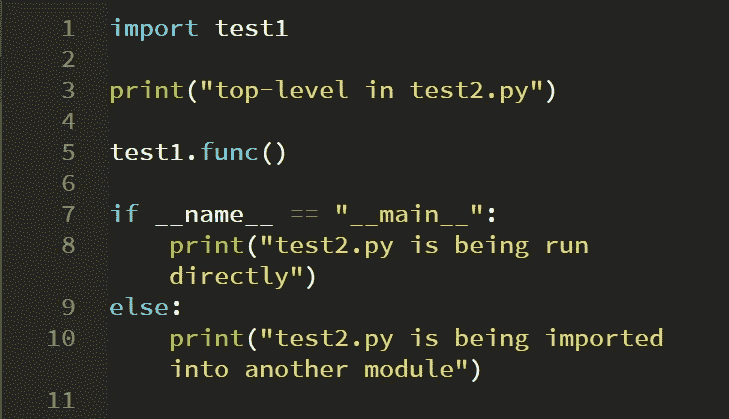 1 import test1
2
3 print("top-level in test2.py")
4
5 test1.func()
6
7 if __name__ == "__main__":
8 print("test2.py is being run
directly")
9 else:
10 print("test2.py is being imported
into another module")
11